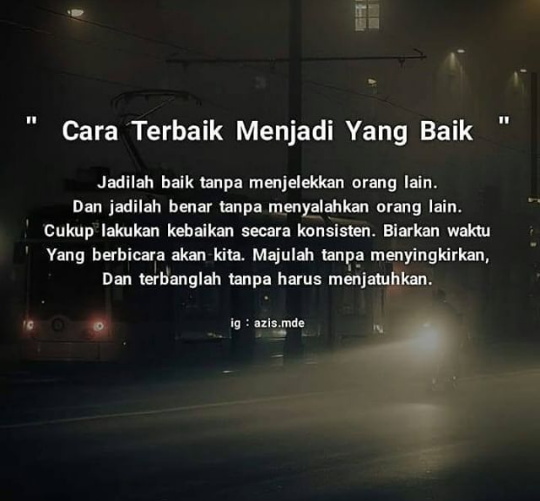 " Cara Terbaik Menjadi Yang Baik "
Jadilah baik tanpa menjelekkan orang lain.
Dan jadilah benar tanpa menyalahkan orang lain.
Cukup lakukan kebaikan secara konsisten. Biarkan waktu
Yang berbicara akan kita. Majulah tanpa menyingkirkan,
Dan terbanglah tanpa harus menjatuhkan.
ig : azis.mde